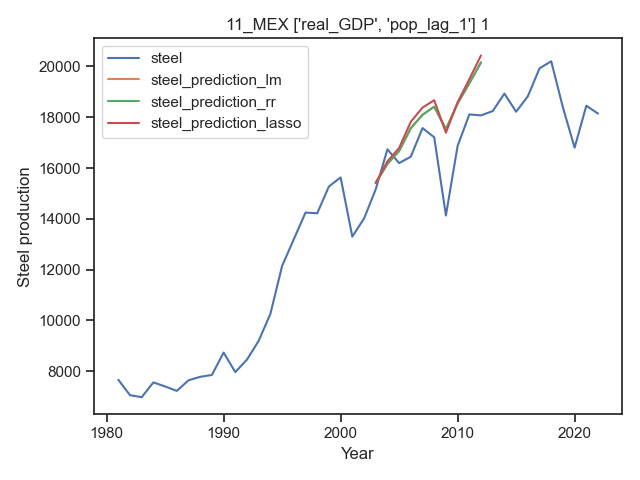 11_MEX ['real_GDP', 'pop_lag_1'] 1
steel
steel_prediction_lm
steel_prediction_rr
steel_prediction_lasso
20000
18000
16000
14000
12000
10000
8000
Steel production
1980
1990
2000
2010
2020
Year